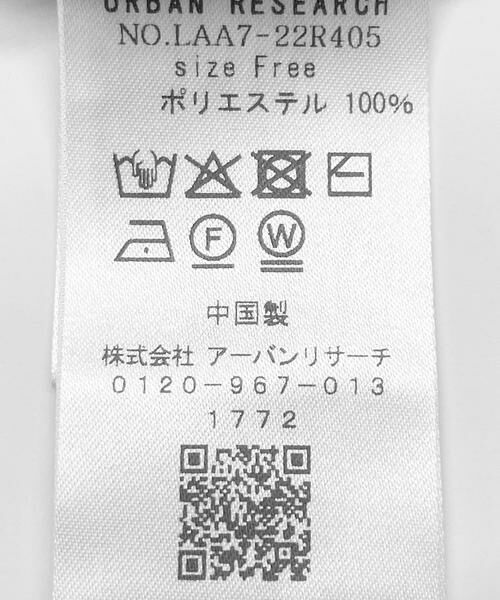 URBAN RESEARCH
NO.LAA7-22R405
size Free
ポリエステル 100%
F
W
中国製
株式会社 アーバンリサーチ
0120-967-013
1772